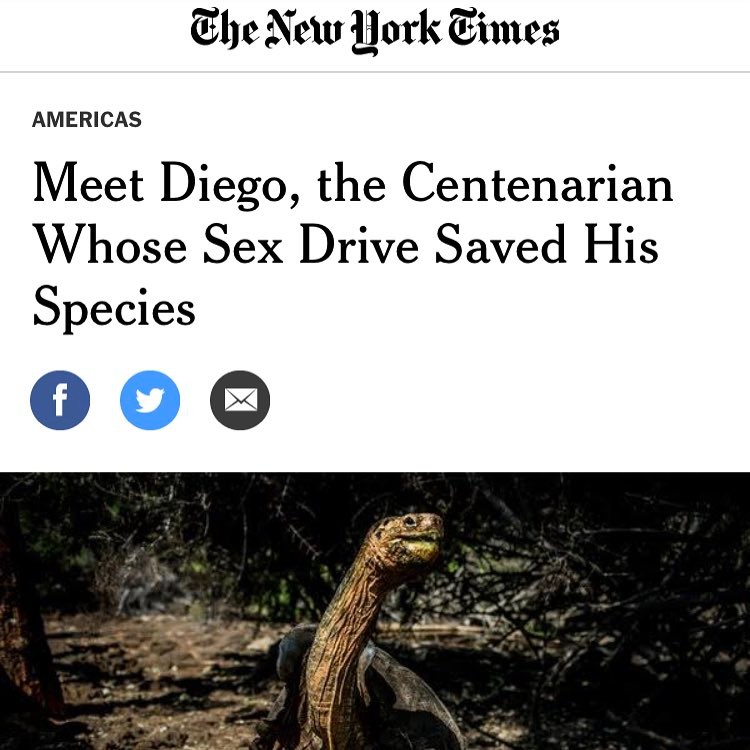 The New York Times
AMERICAS
Meet Diego, the Centenarian
Whose Sex Drive Saved His
Species